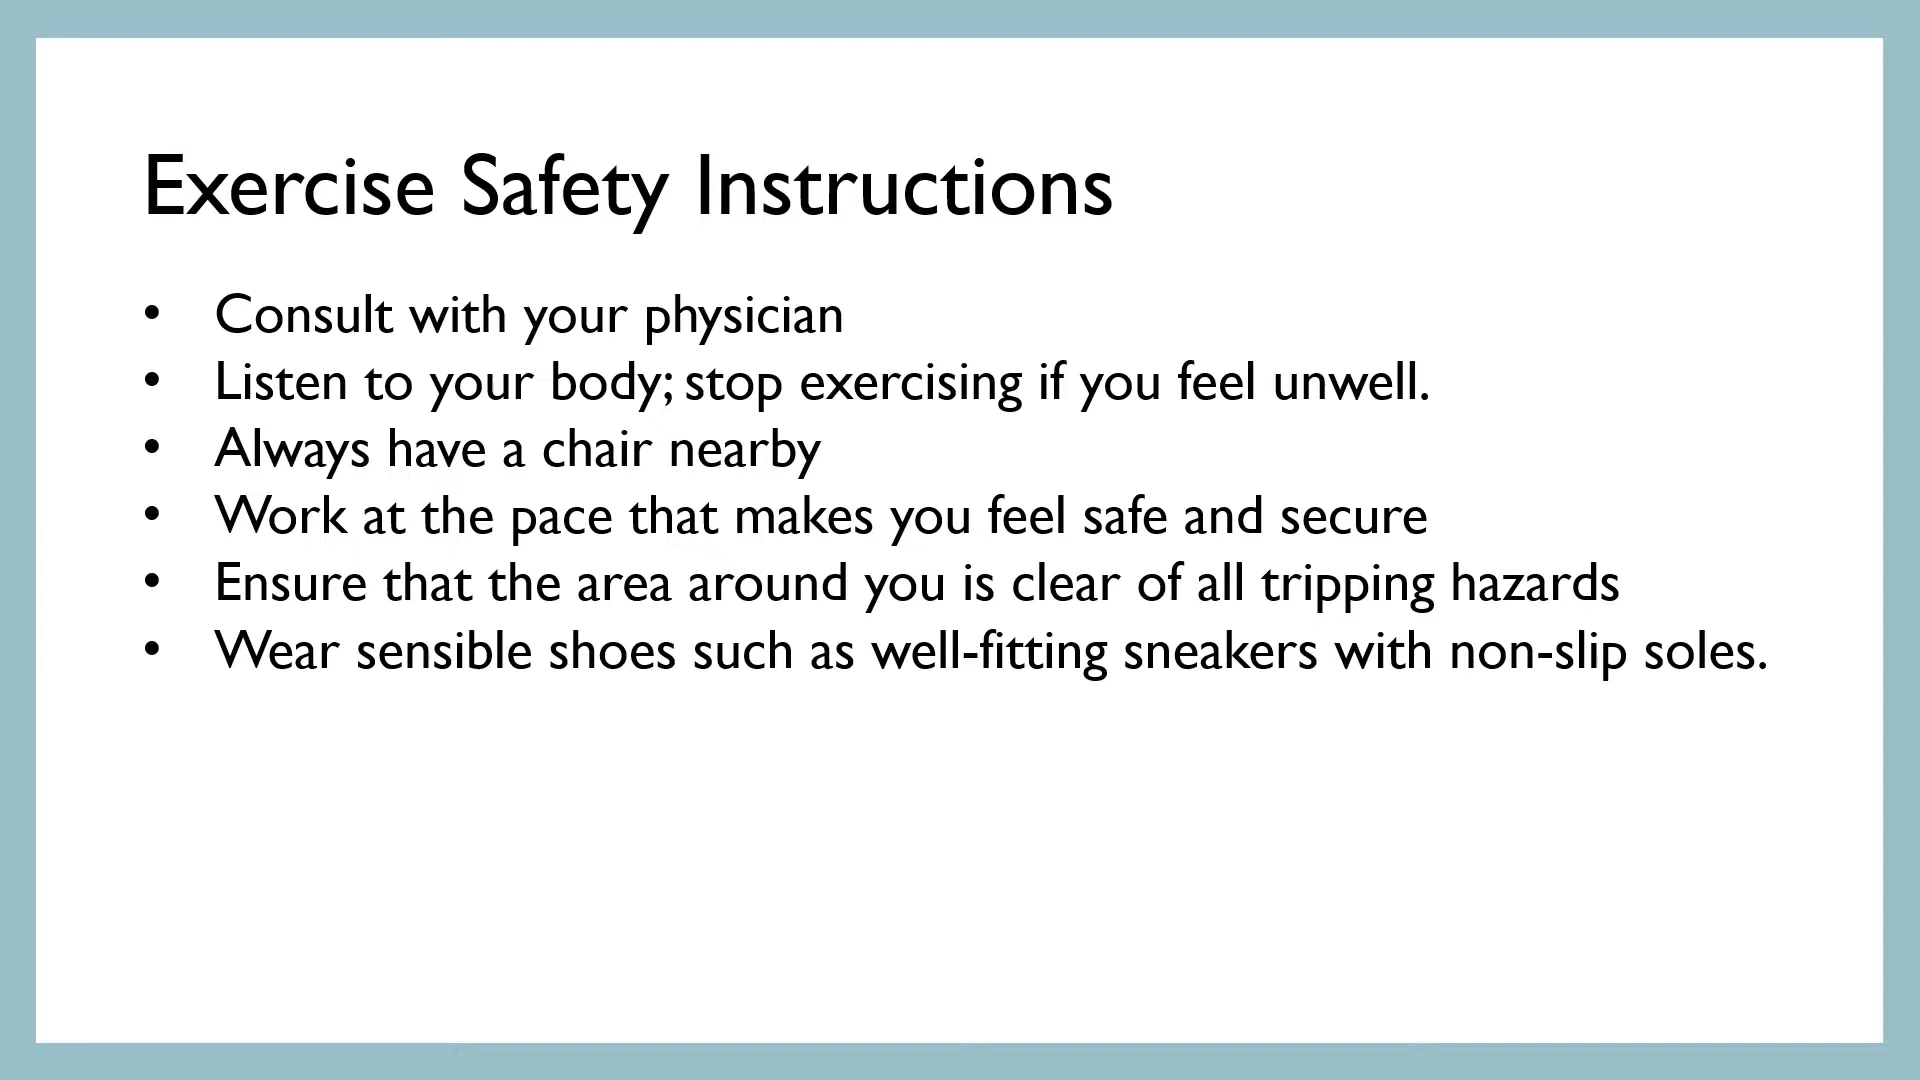 Exercise Safety Instructions
• Consult with your physician
• Listen to your body; stop exercising if you feel unwell.
• Always have a chair nearby
• Work at the pace that makes you feel safe and secure
• Ensure that the area around you is clear of all tripping hazards
• Wear sensible shoes such as well-fitting sneakers with non-slip soles.